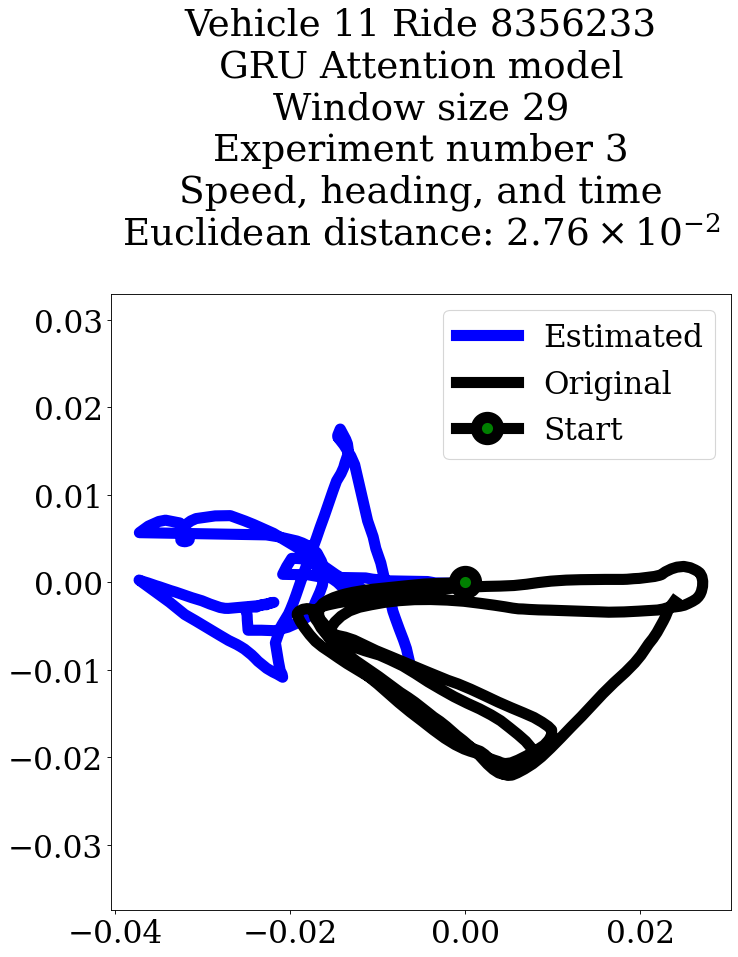 Vehicle 11 Ride 8356233
GRU Attention model
Window size 29
Experiment number 3
Speed, heading, and time
Euclidean distance: 2.76 × 10⁻²
Estimated
Original
Start
0.03
0.02
0.01
0.00
−0.01
−0.02
−0.03
−0.04 −0.02 0.00 0.02